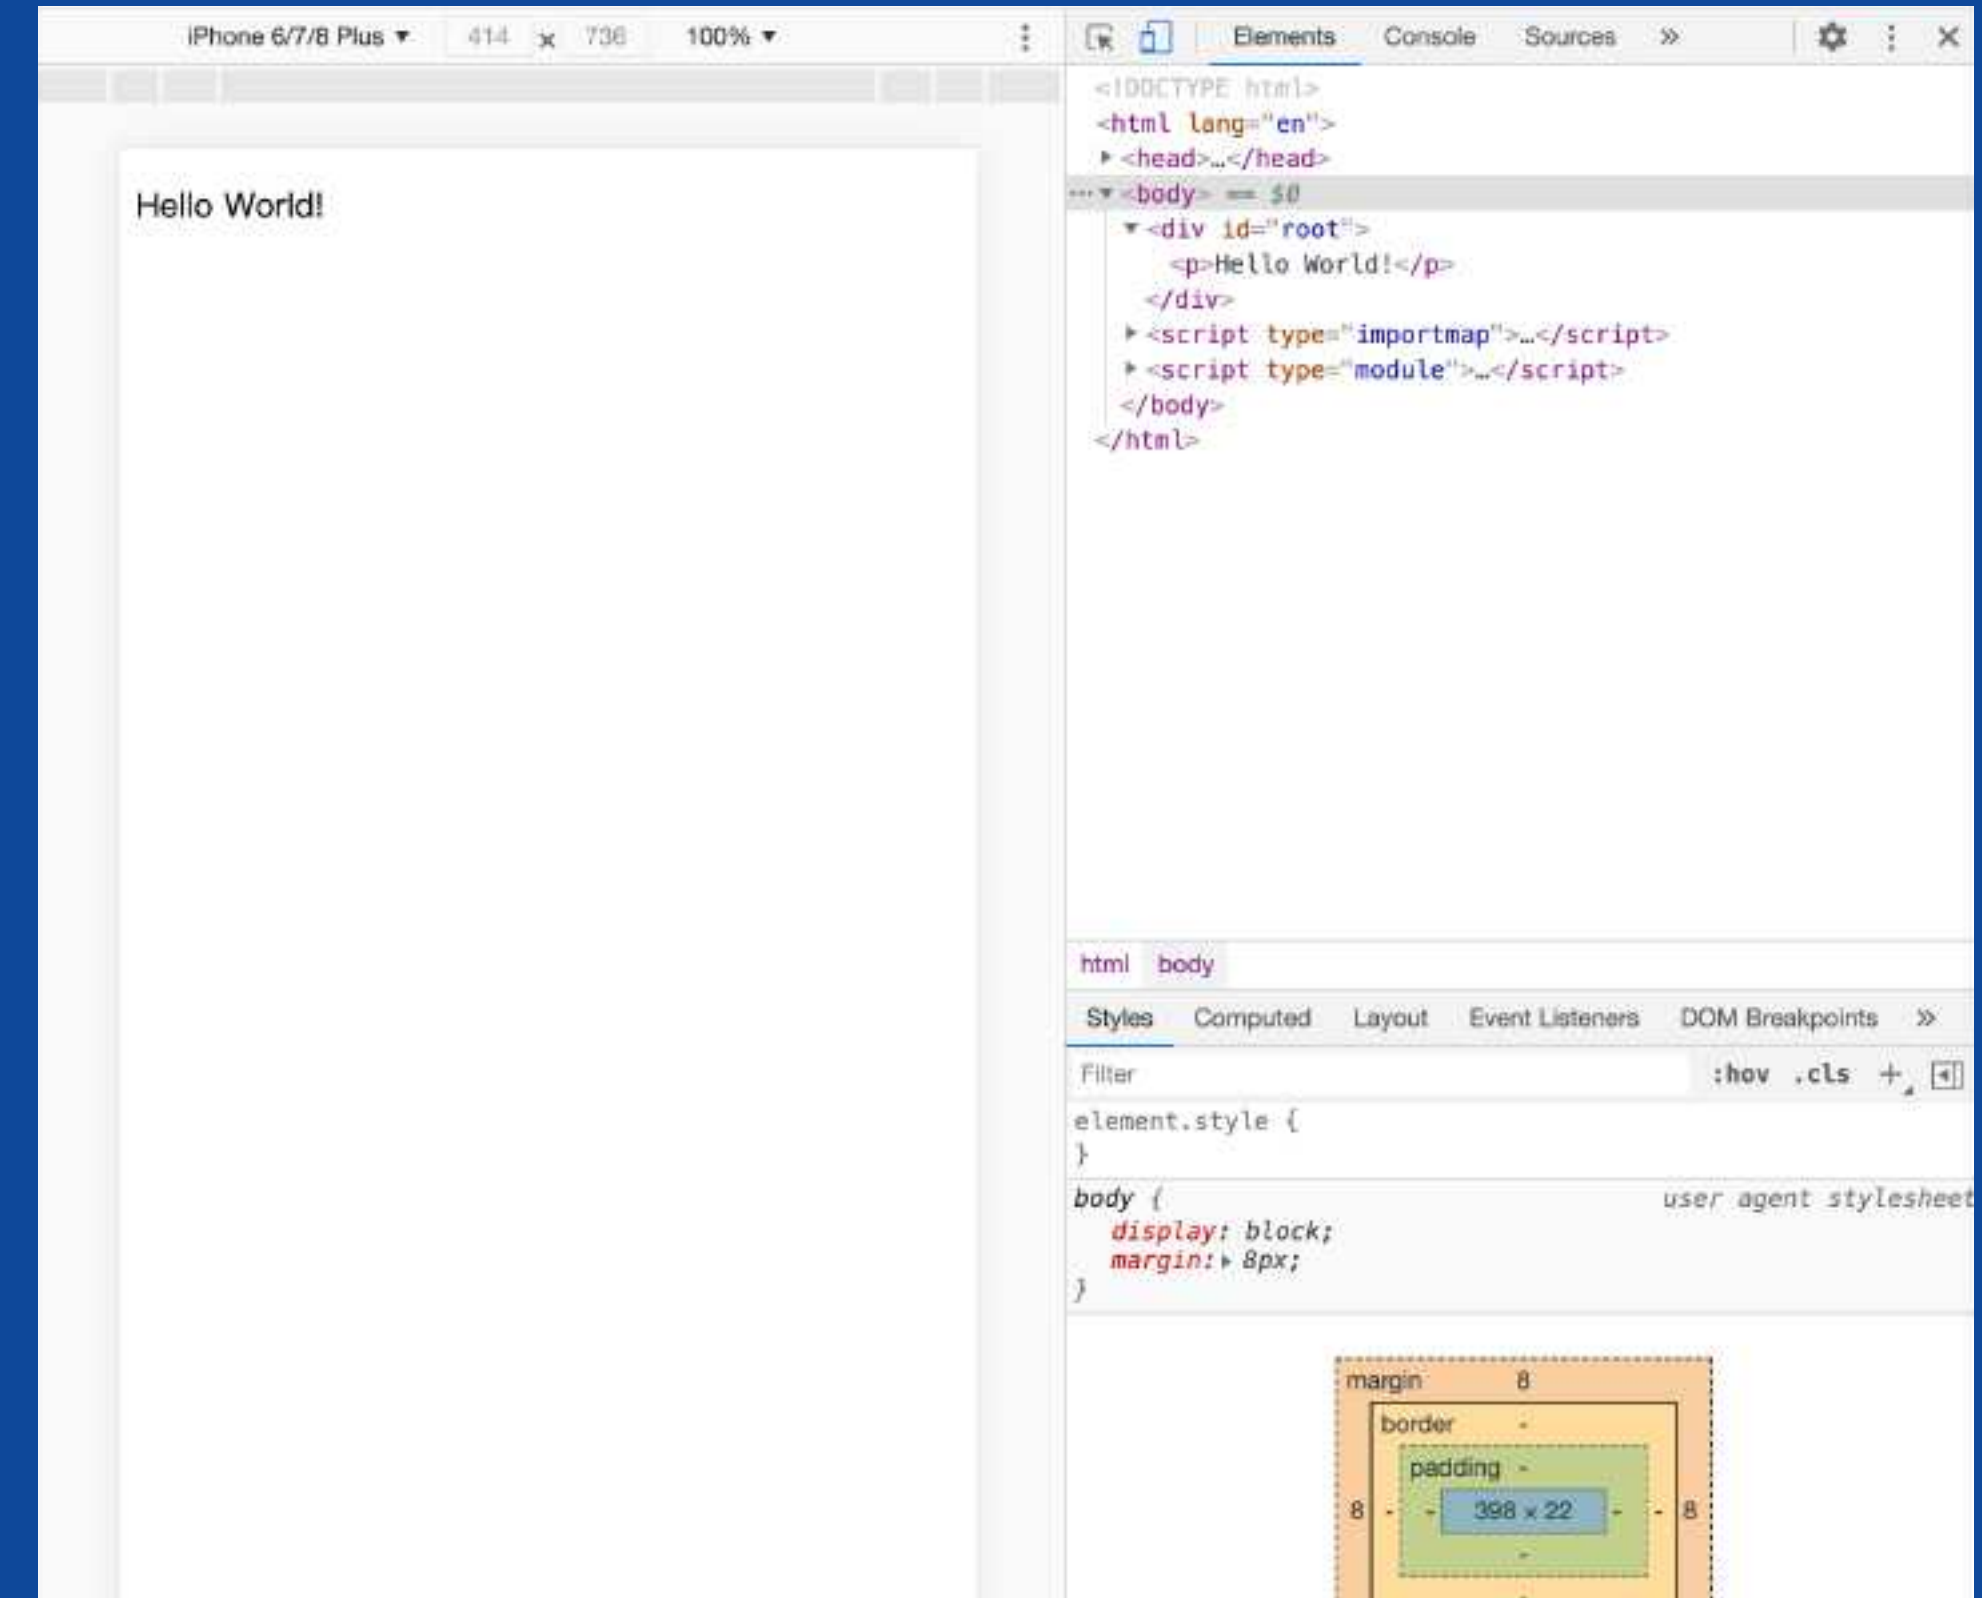 iPhone 6/7/8 Plus ▼ 414 x 736 100% ▼
Hello World!
Elements Console Sources »
<!DOCTYPE html>
<html lang="en">
▶ <head>…</head>
… ▼ <body> == $0
▼ <div id="root">
<p>Hello World!</p>
</div>
▶ <script type="importmap">…</script>
▶ <script type="module">…</script>
</body>
</html>
html body
Styles Computed Layout Event Listeners DOM Breakpoints »
Filter :hov .cls +
element.style {
}
body { user agent stylesheet
display: block;
margin: ▶ 8px;
}
margin 8
border -
padding -
8 - - 398 × 22 - - 8
-